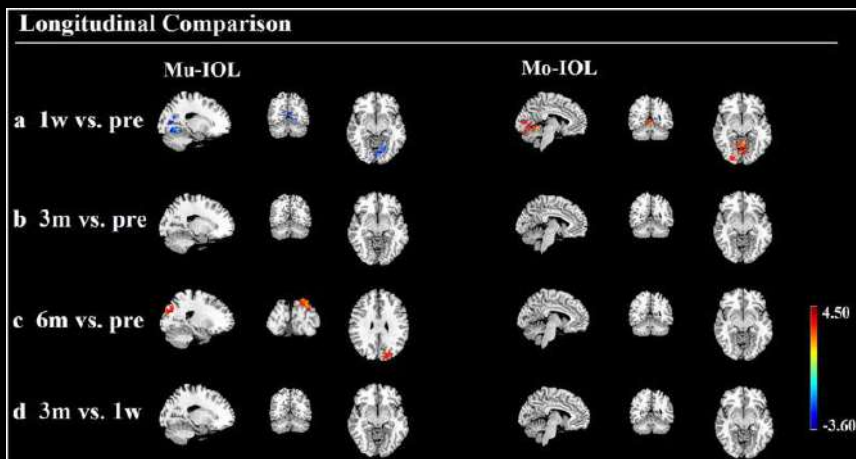 Longitudinal Comparison
Mu-IOL Mo-IOL
a 1w vs. pre
b 3m vs. pre
c 6m vs. pre
4.50
d 3m vs. 1w
-3.60